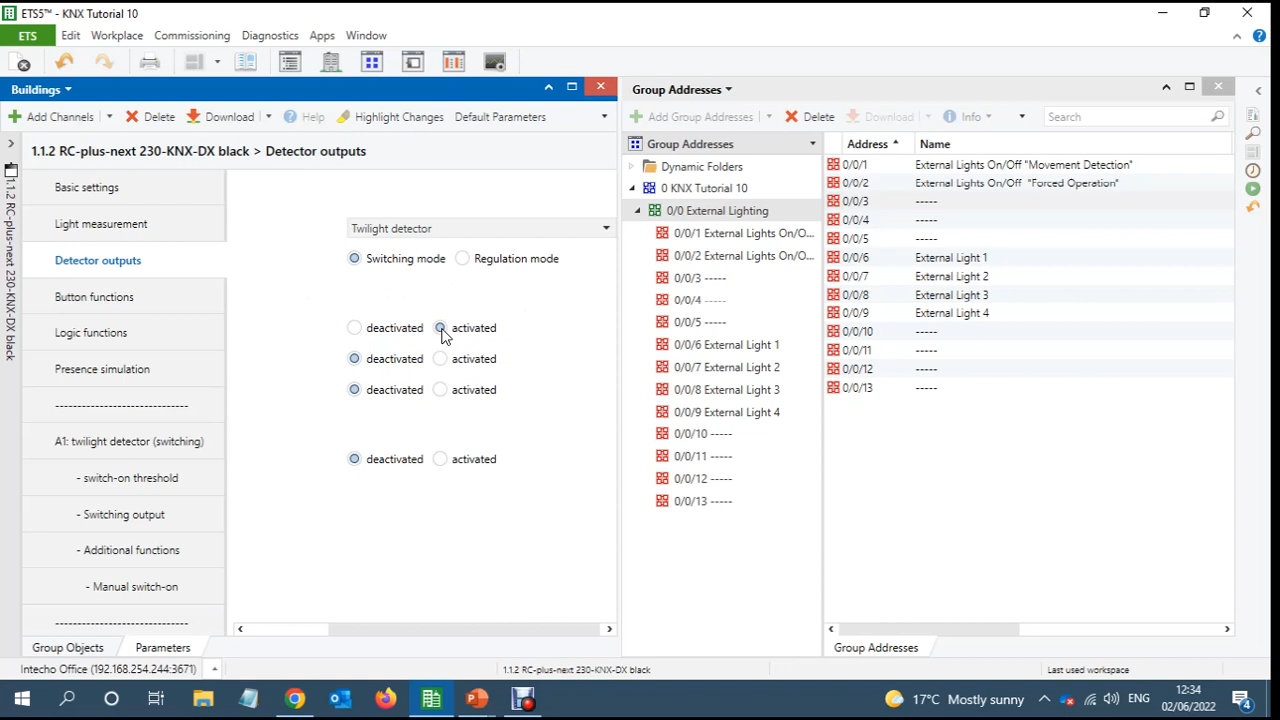 ETS5™ - KNX Tutorial 10
ETS Edit Workplace Commissioning Diagnostics Apps Window
Buildings
Add Channels Delete Download Help Highlight Changes Default Parameters
1.1.2 RC-plus-next 230-KNX-DX black > Detector outputs
1.1.2 RC-plus-next 230-KNX-DX black
Basic settings
Light measurement
Detector outputs
Button functions
Logic functions
Presence simulation
-----------------------------
A1: twilight detector (switching)
- switch-on threshold
- Switching output
- Additional functions
- Manual switch-on
-----------------------------
Twilight detector
Switching mode Regulation mode
deactivated activated
deactivated activated
deactivated activated
deactivated activated
Group Objects Parameters
Group Addresses
Add Group Addresses Delete Download Info Search
Group Addresses
Dynamic Folders
0 KNX Tutorial 10
0/0 External Lighting
0/0/1 External Lights On/O...
0/0/2 External Lights On/O...
0/0/3 -----
0/0/4 -----
0/0/5 -----
0/0/6 External Light 1
0/0/7 External Light 2
0/0/8 External Light 3
0/0/9 External Light 4
0/0/10 -----
0/0/11 -----
0/0/12 -----
0/0/13 -----
Address Name
0/0/1 External Lights On/Off "Movement Detection"
0/0/2 External Lights On/Off "Forced Operation"
0/0/3 -----
0/0/4 -----
0/0/5 -----
0/0/6 External Light 1
0/0/7 External Light 2
0/0/8 External Light 3
0/0/9 External Light 4
0/0/10 -----
0/0/11 -----
0/0/12 -----
0/0/13 -----
Group Addresses
Intecho Office (192.168.254.244:3671) 1.1.2 RC-plus-next 230-KNX-DX black Last used workspace
17°C Mostly sunny ENG 12:34
02/06/2022 4